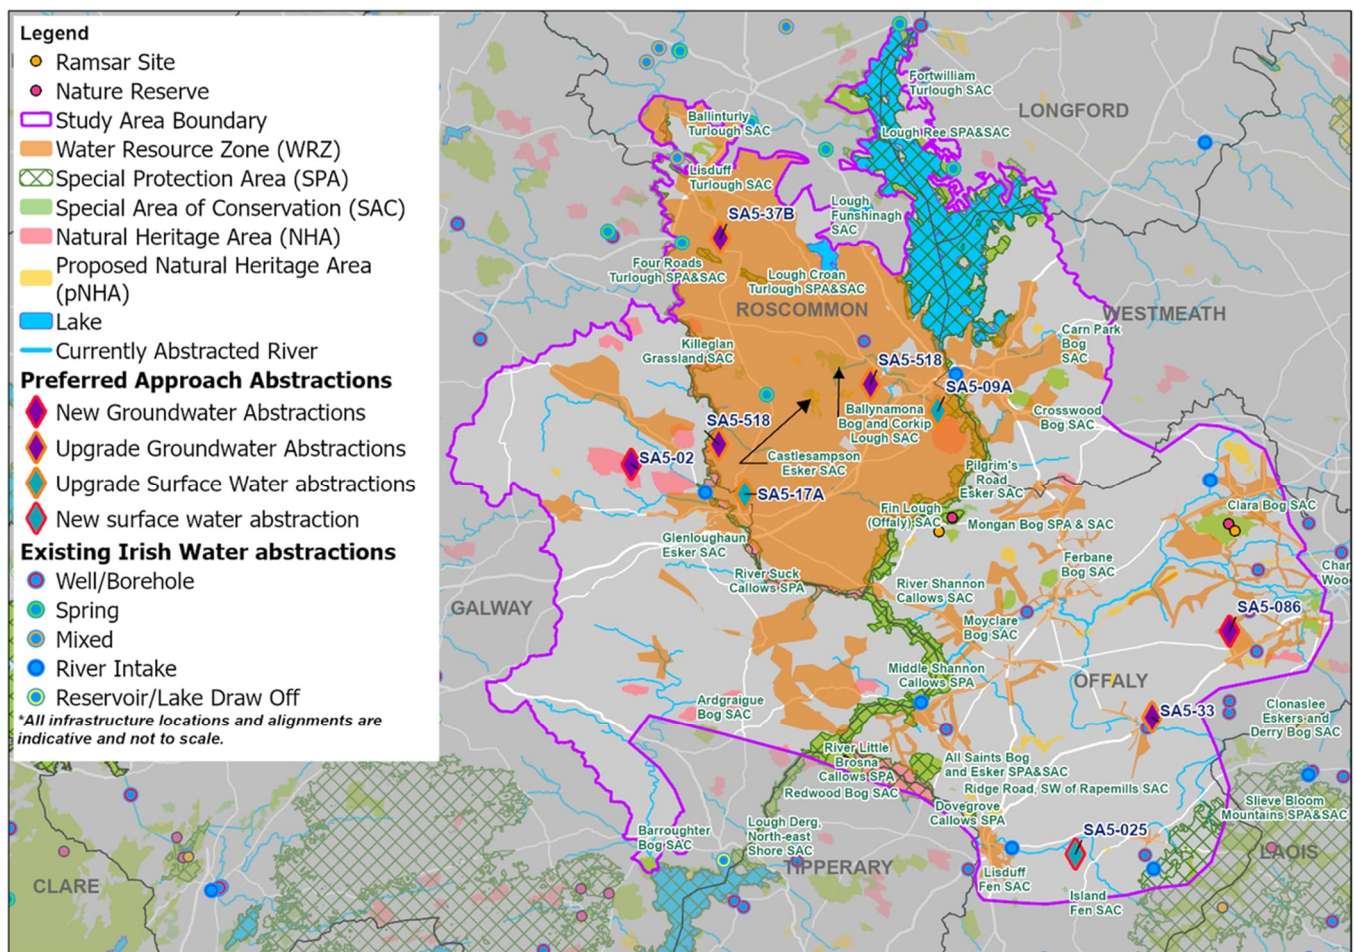 Legend
Ramsar Site
Nature Reserve
Study Area Boundary
Water Resource Zone (WRZ)
Special Protection Area (SPA)
Special Area of Conservation (SAC)
Natural Heritage Area (NHA)
Proposed Natural Heritage Area
(pNHA)
Lake
Currently Abstracted River
Preferred Approach Abstractions
New Groundwater Abstractions
Upgrade Groundwater Abstractions
Upgrade Surface Water abstractions
New surface water abstraction
Existing Irish Water abstractions
Well/Borehole
Spring
Mixed
River Intake
Reservoir/Lake Draw Off
*All infrastructure locations and alignments are
indicative and not to scale.
Fortwilliam
Turlough SAC
LONGFORD
Ballinturly
Turlough SAC
Lough Ree SPA&SAC
Lisduff
Turlough SAC
SA5-37B
Lough
Funshinagh
SAC
Four Roads
Turlough SPA&SAC
Lough Croan
Turlough SPA&SAC
ROSCOMMON
WESTMEATH
Killeglan
Grassland SAC
Carn Park
Bog
SAC
SA5-518
SA5-09A
SA5-518
Ballynamona
Bog and Corkip
Lough SAC
Crosswood
Bog SAC
SA5-02
Castlesampson
Esker SAC
Pilgrim's
Road
Esker SAC
SA5-17A
Fin Lough
(Offaly) SAC
Mongan Bog SPA & SAC
Clara Bog SAC
Glenloughaun
Esker SAC
Ferbane
Bog SAC
Char
Woo
River Suck
Callows SPA
River Shannon
Callows SAC
GALWAY
SA5-086
Moyclare
Bog SAC
Middle Shannon
Callows SPA
OFFALY
Ardgraigue
Bog SAC
SA5-33
Clonaslee
Eskers and
Derry Bog SAC
River Little
Brosna
Callows SPA
All Saints Bog
and Esker SPA&SAC
Redwood Bog SAC
Ridge Road, SW of Rapemills SAC
Dovegrove
Callows SPA
Slieve Bloom
Mountains SPA&SAC
Barroughter
Bog SAC
Lough Derg,
North-east
Shore SAC
SA5-025
TIPPERARY
LAOIS
Lisduff
Fen SAC
CLARE
Island
Fen SAC